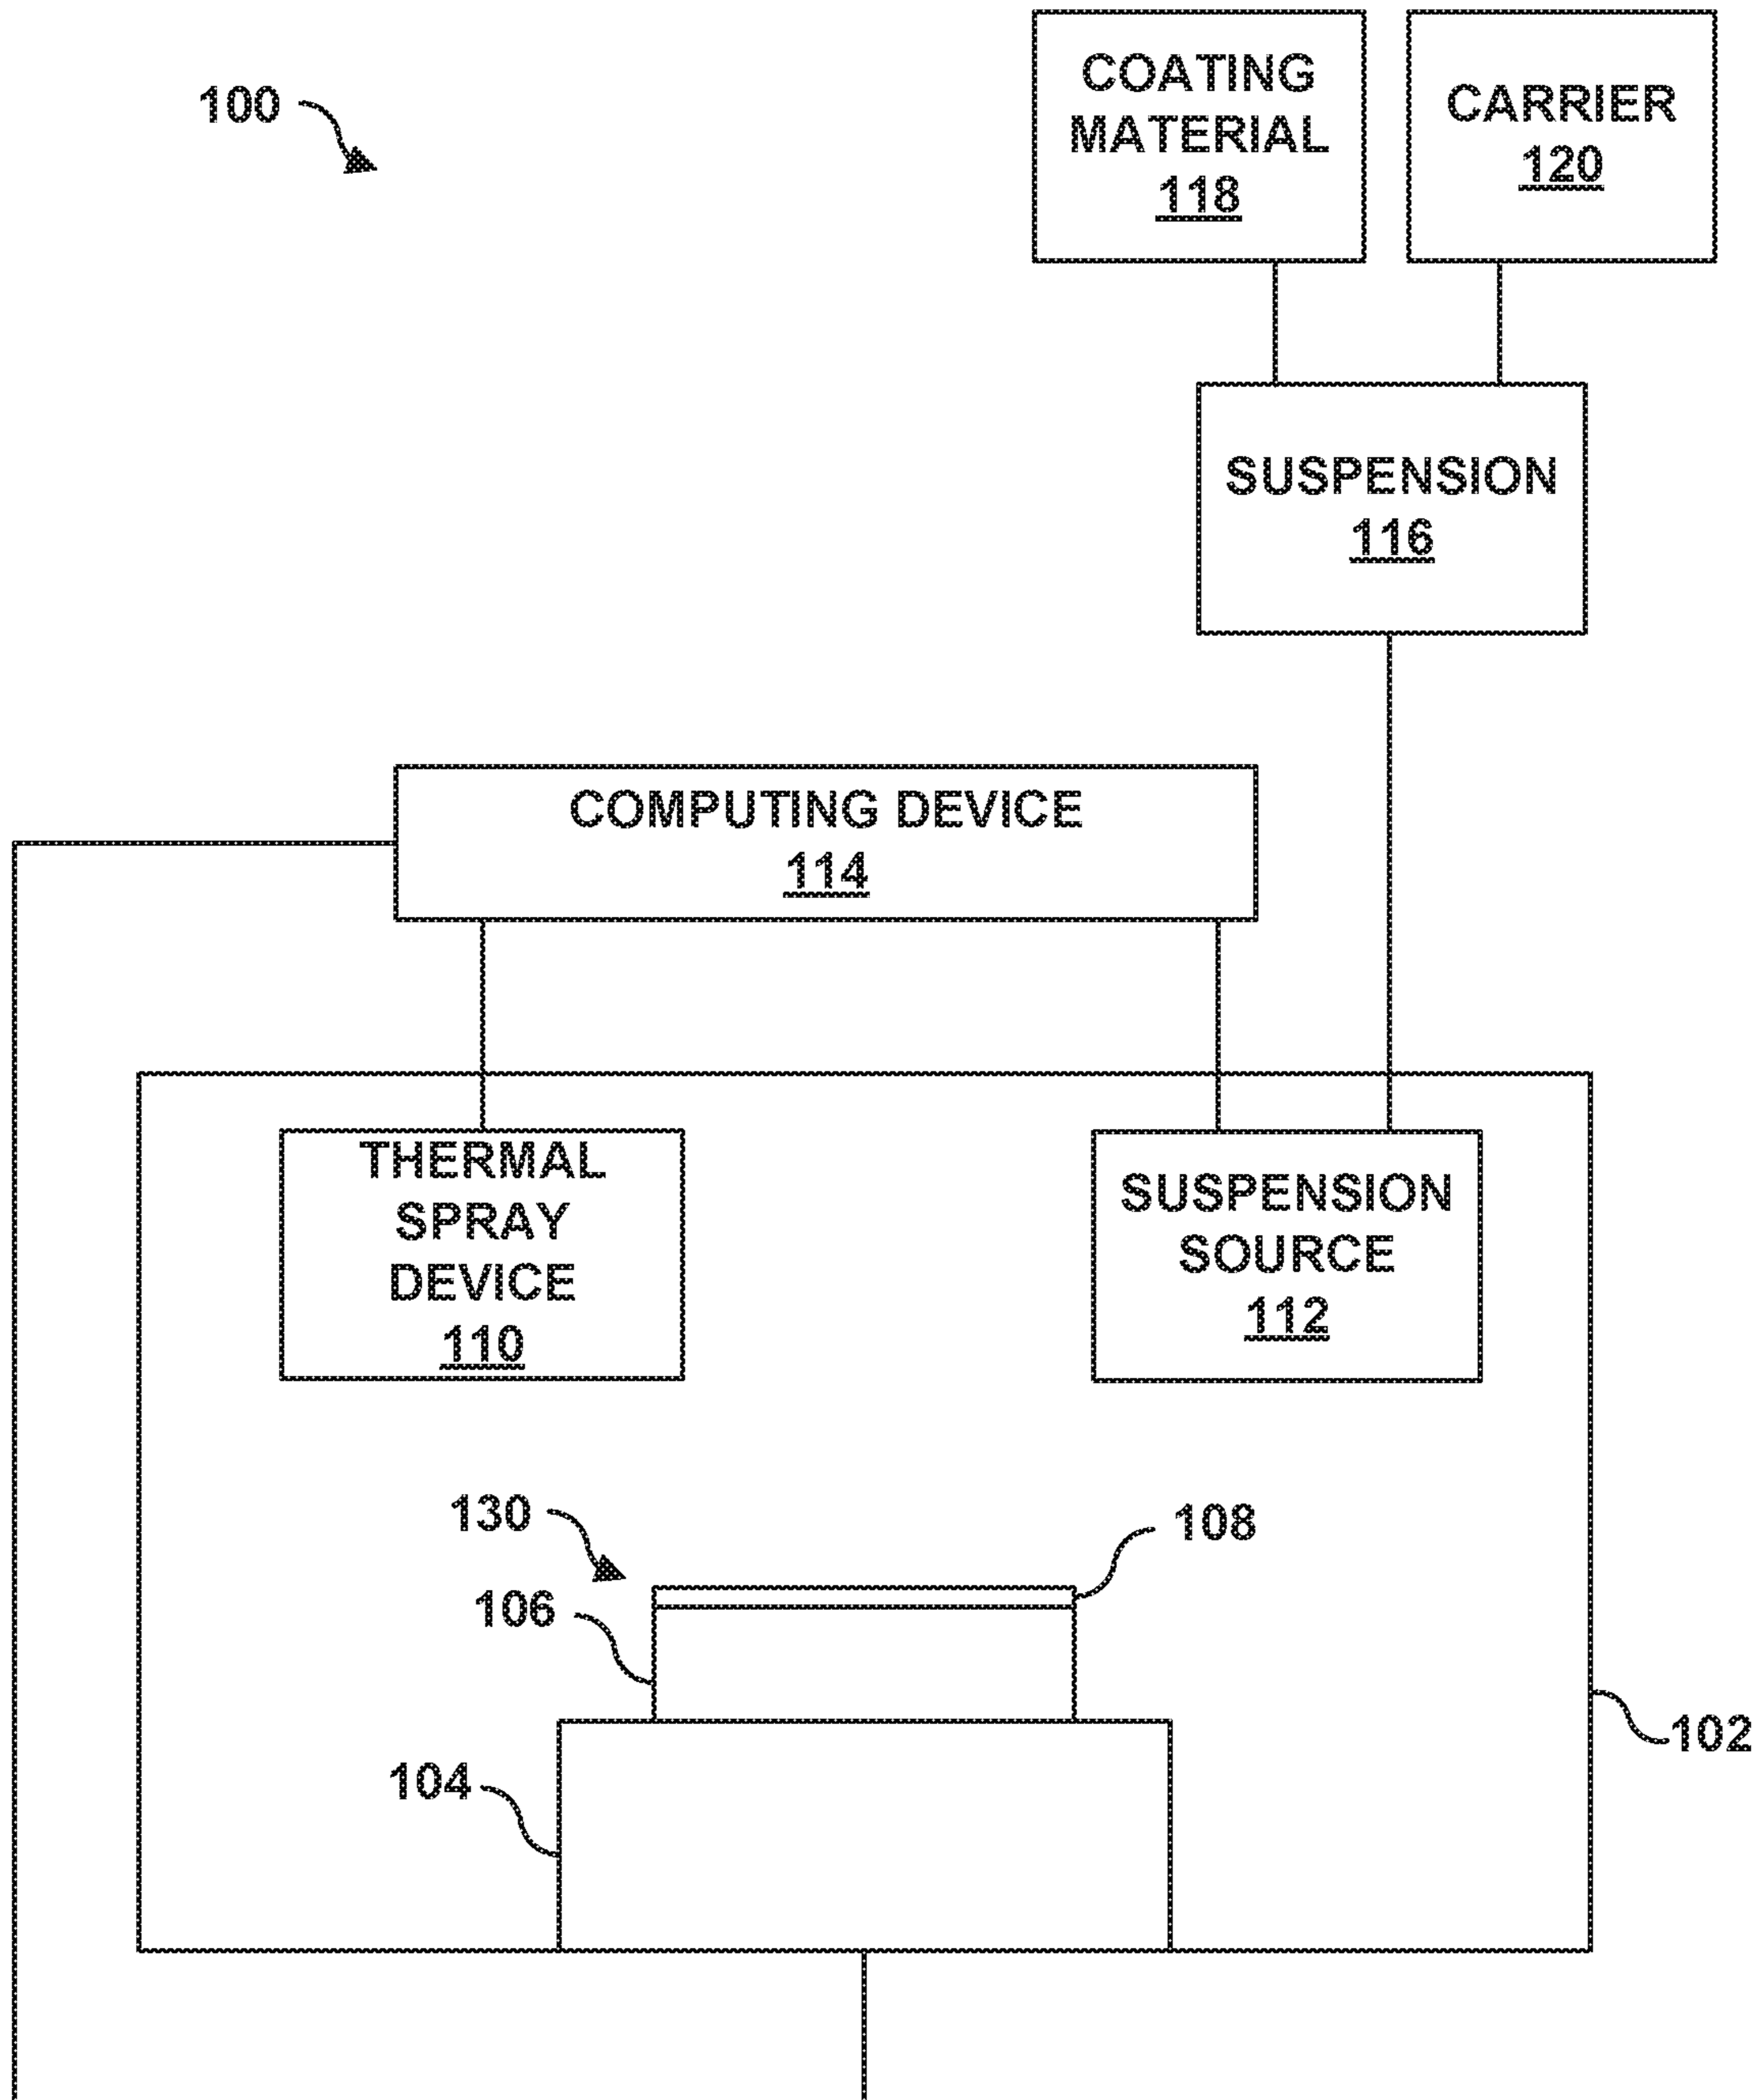 100
COATING
MATERIAL
118
CARRIER
120
SUSPENSION
116
COMPUTING DEVICE
114
THERMAL
SPRAY
DEVICE
110
SUSPENSION
SOURCE
112
130
108
106
102
104